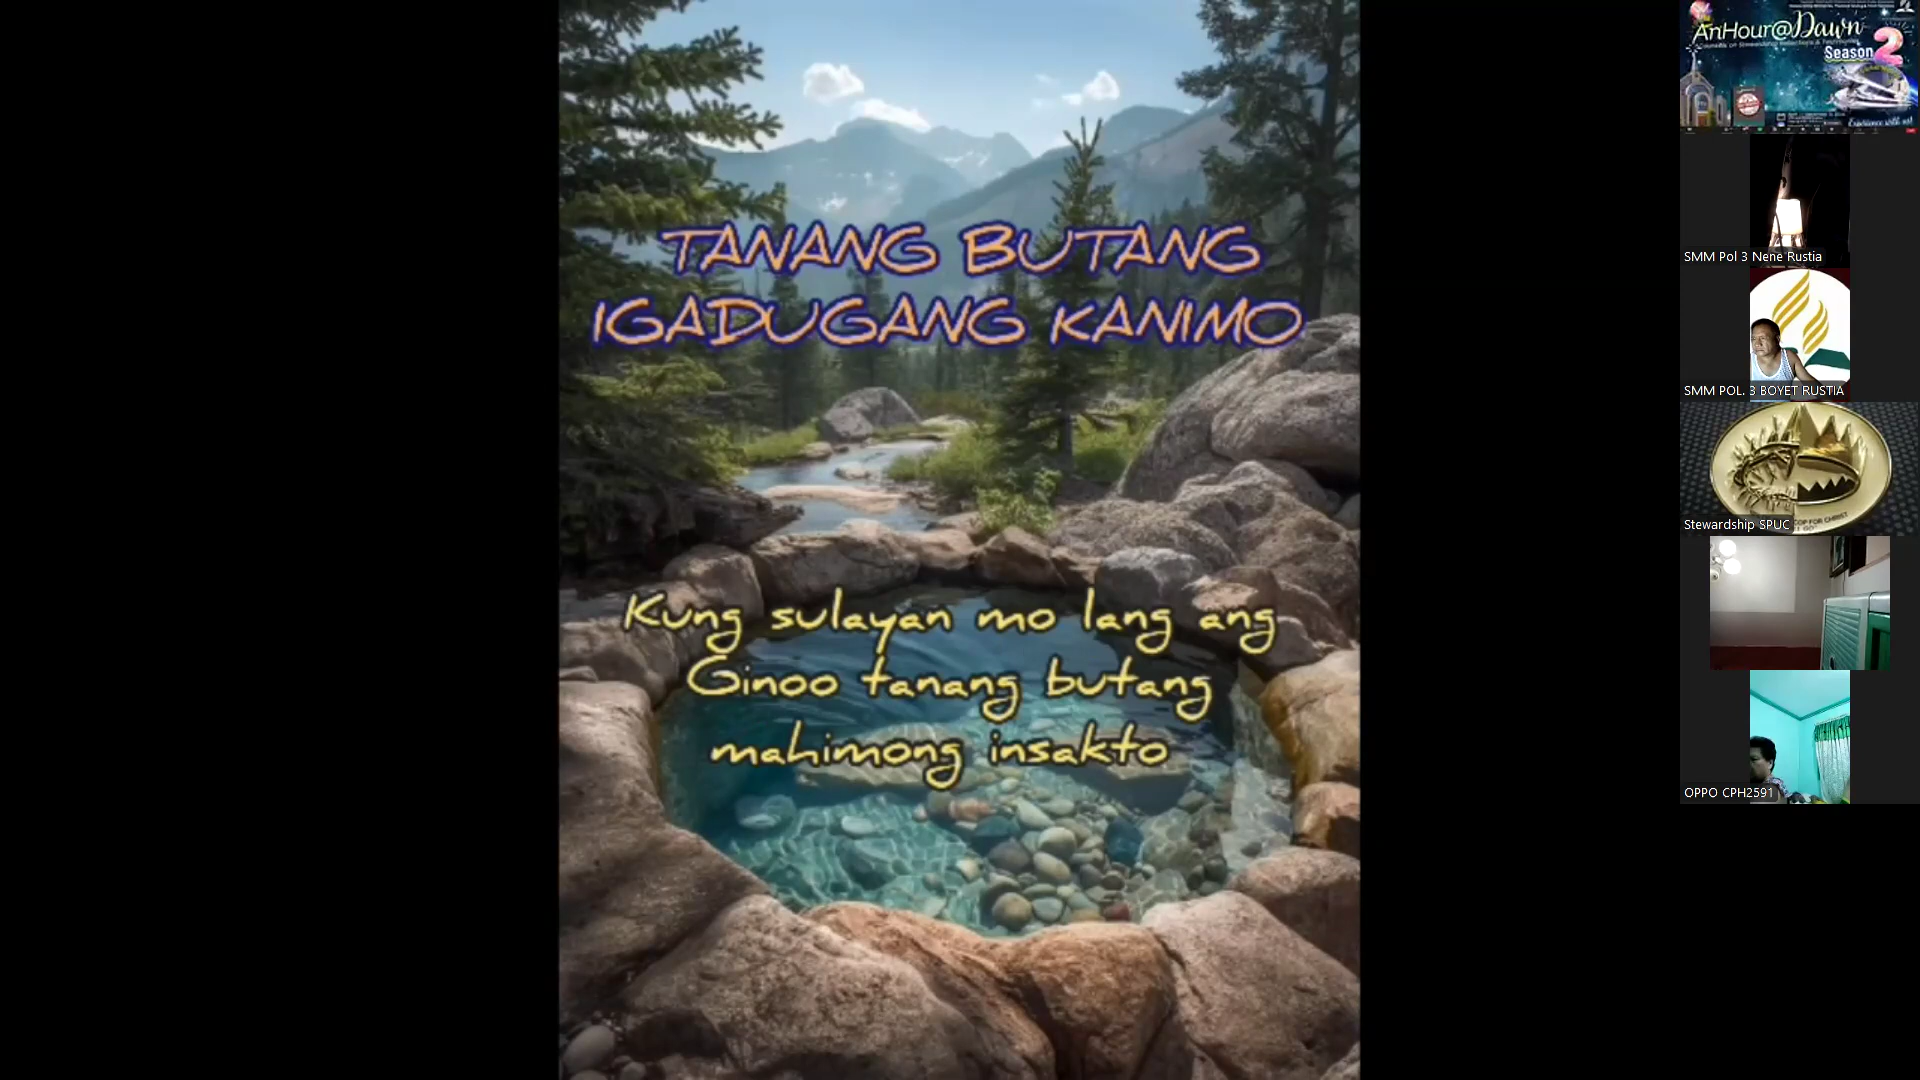 TANANG BUTANG
IGADUGANG KANIMO
Kung sulayan mo lang ang
Ginoo tanang butang
mahimong insakto
AnHour@Dawn
Season 2
SMM Pol 3 Nene Rustia
SMM POL. 3 BOYET RUSTIA
Stewardship SPUC
OPPO CPH2591